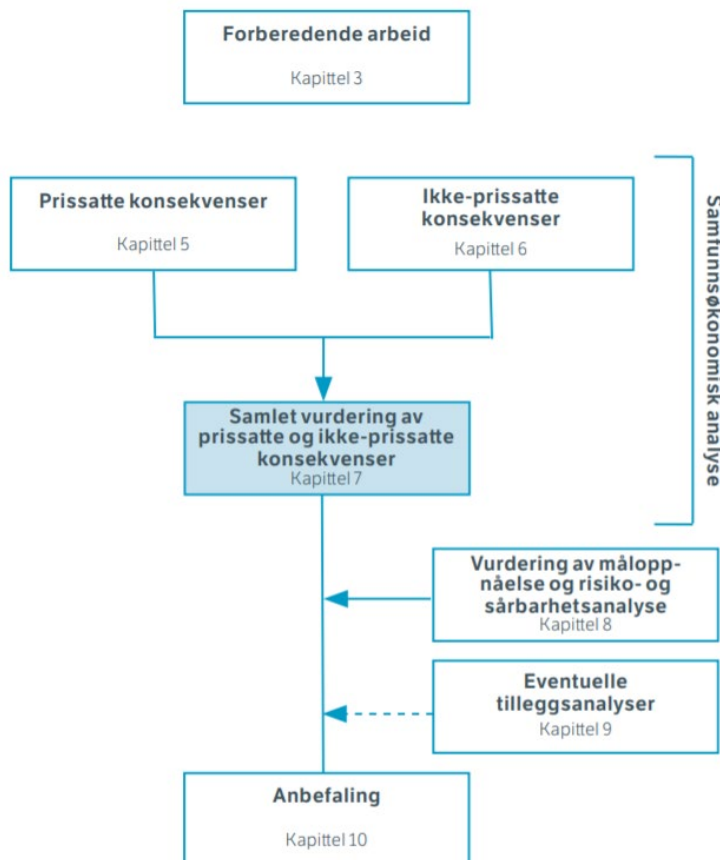 Forberedende arbeid
Kapittel 3
Prissatte konsekvenser
Kapittel 5
Ikke-prissatte
konsekvenser
Kapittel 6
Samfunnsøkonomisk analyse
Samlet vurdering av
prissatte og ikke-prissatte
konsekvenser
Kapittel 7
Vurdering av målopp-
nåelse og risiko- og
sårbarhetsanalyse
Kapittel 8
Eventuelle
tilleggsanalyser
Kapittel 9
Anbefaling
Kapittel 10